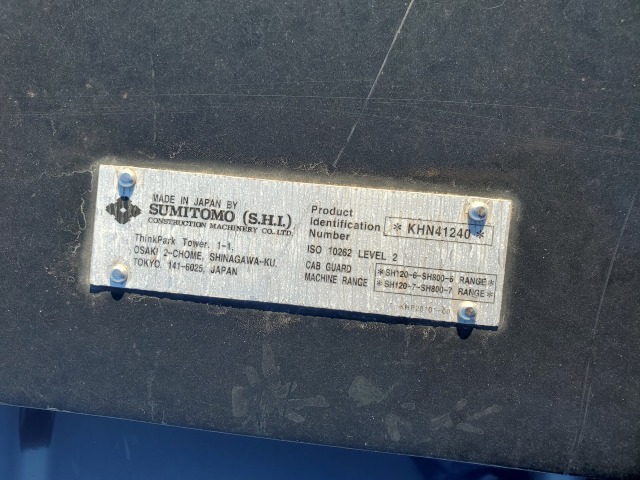 MADE IN JAPAN BY
SUMITOMO (S.H.I.)
CONSTRUCTION MACHINERY CO., LTD.
ThinkPark Tower, 1-1,
OSAKI 2-CHOME, SHINAGAWA-KU,
TOKYO 141-6025, JAPAN
Product
Identification
Number
* KHN41240 *
ISO 10262 LEVEL 2
CAB GUARD
MACHINE RANGE
*SH120-6-SH800-6 RANGE*
*SH120-7-SH800-7 RANGE*